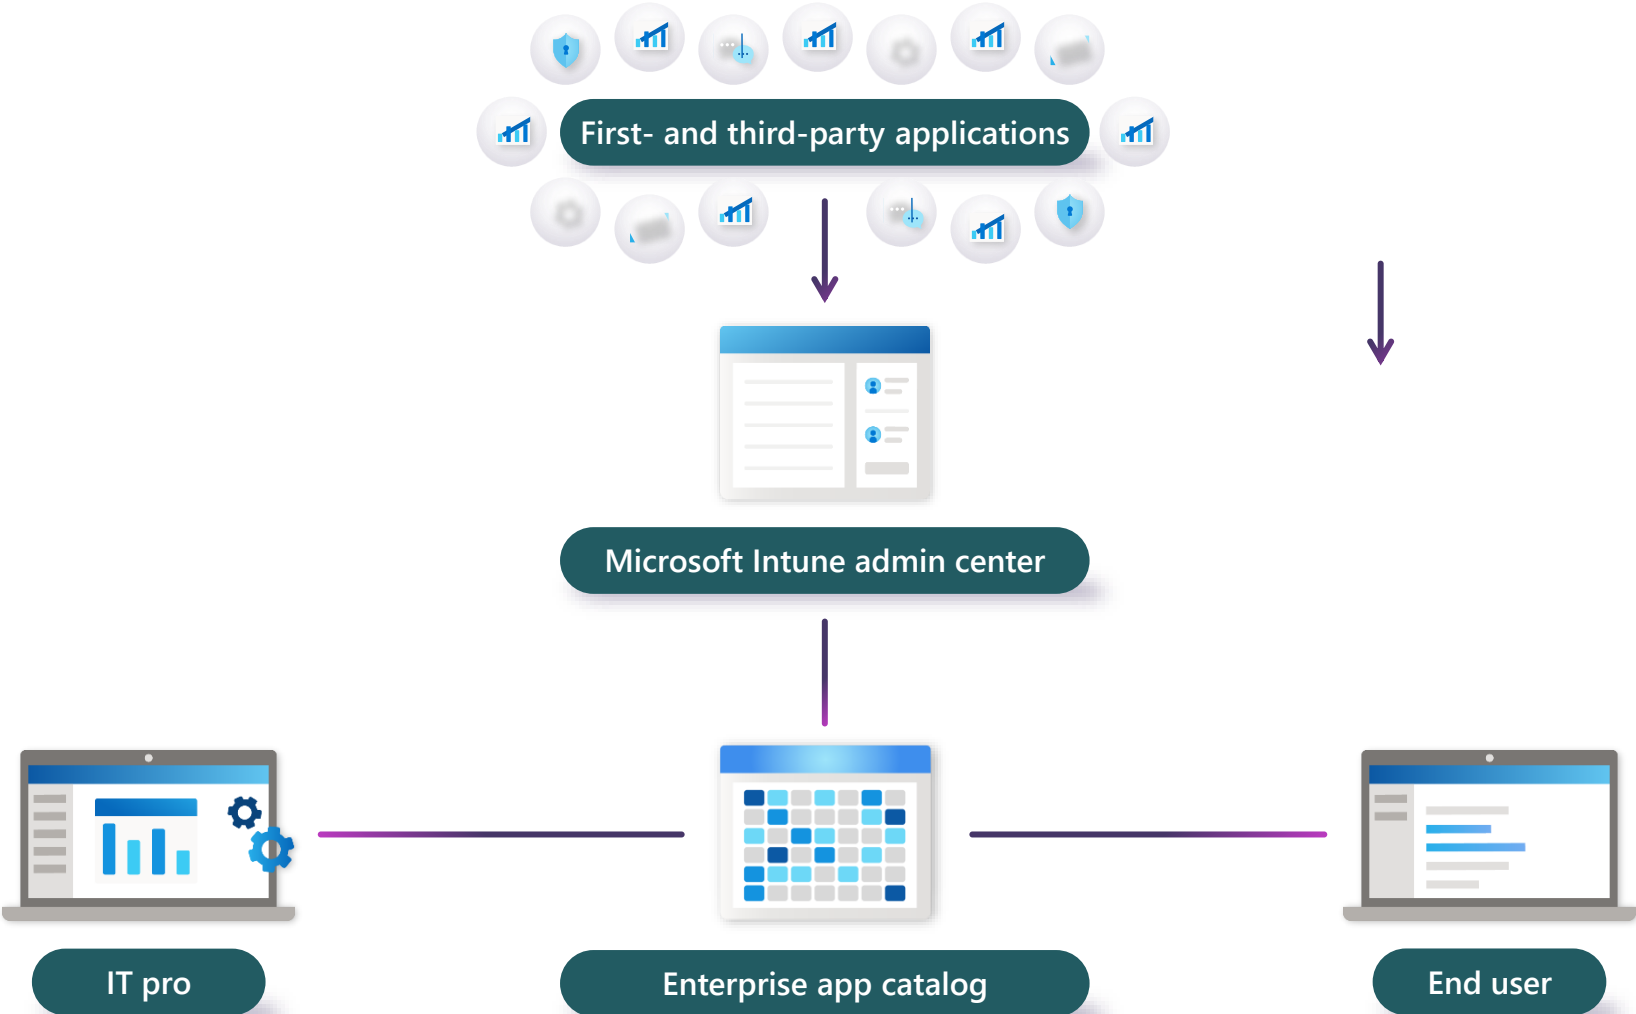 First- and third-party applications
Microsoft Intune admin center
IT pro
Enterprise app catalog
End user